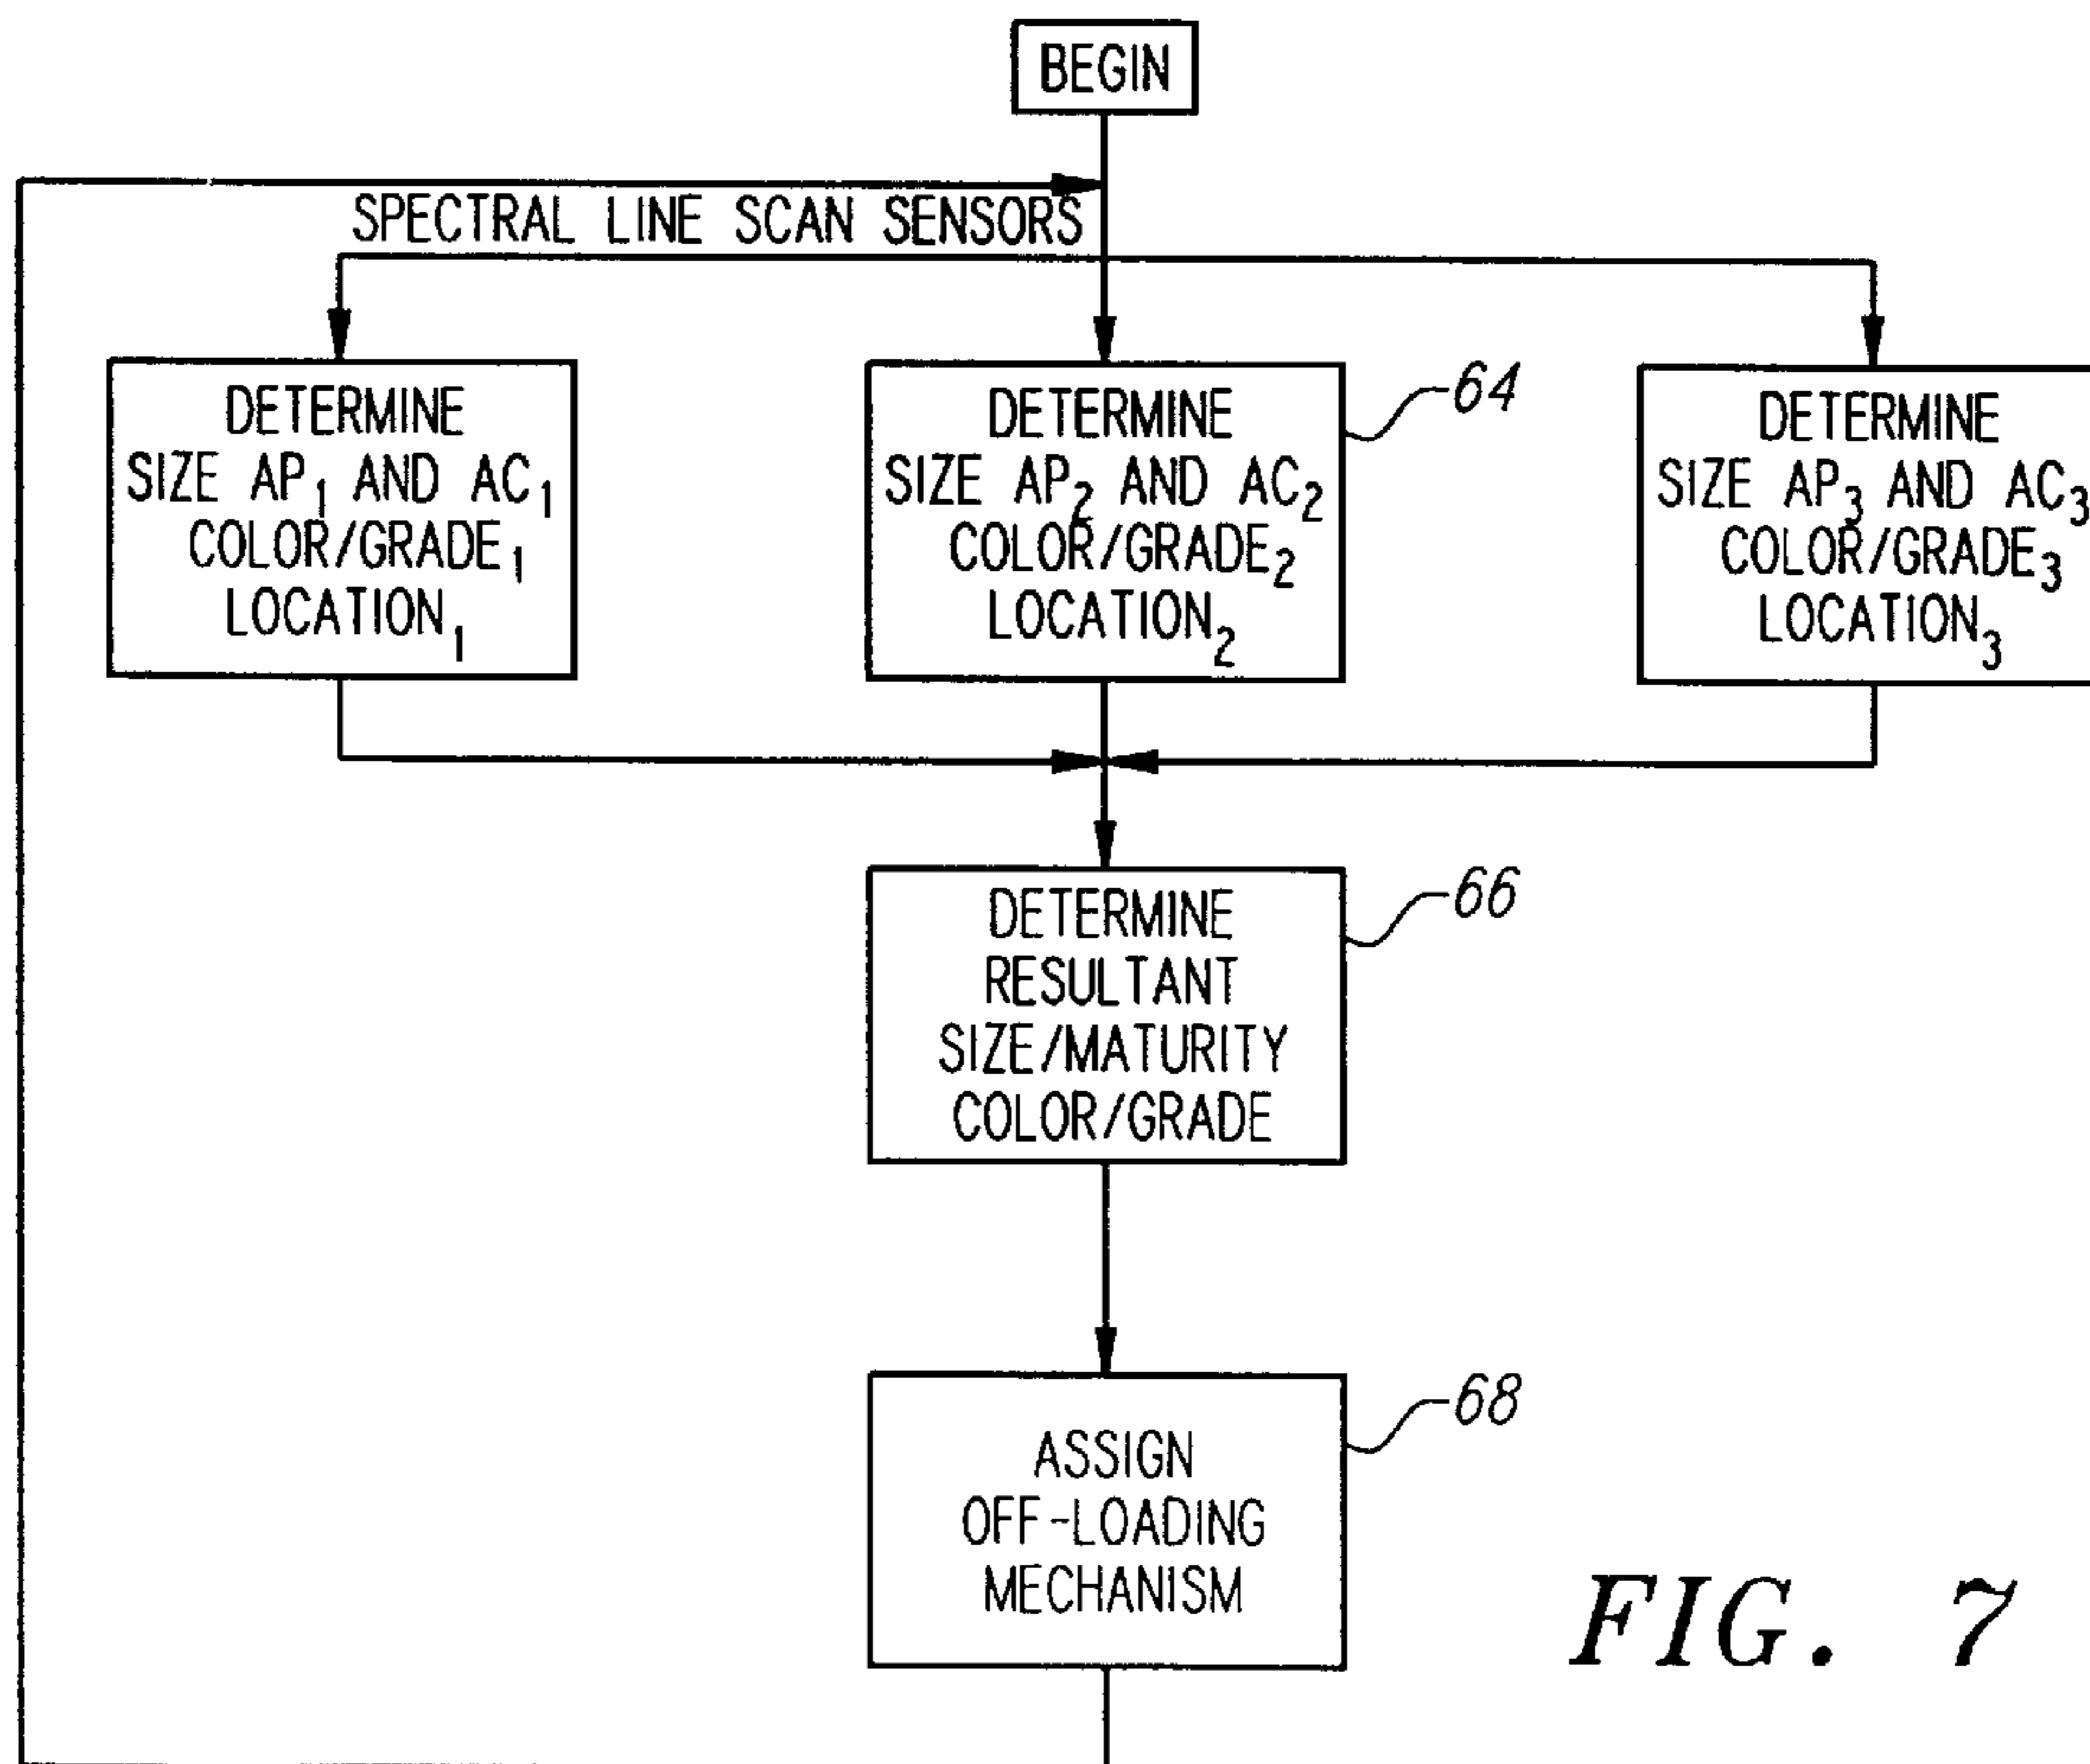 BEGIN
SPECTRAL LINE SCAN SENSORS
DETERMINE
SIZE AP₁ AND AC₁
COLOR/GRADE₁
LOCATION₁
DETERMINE
SIZE AP₂ AND AC₂
COLOR/GRADE₂
LOCATION₂
64
DETERMINE
SIZE AP₃ AND AC₃
COLOR/GRADE₃
LOCATION₃
DETERMINE
RESULTANT
SIZE/MATURITY
COLOR/GRADE
66
ASSIGN
OFF-LOADING
MECHANISM
68
FIG. 7